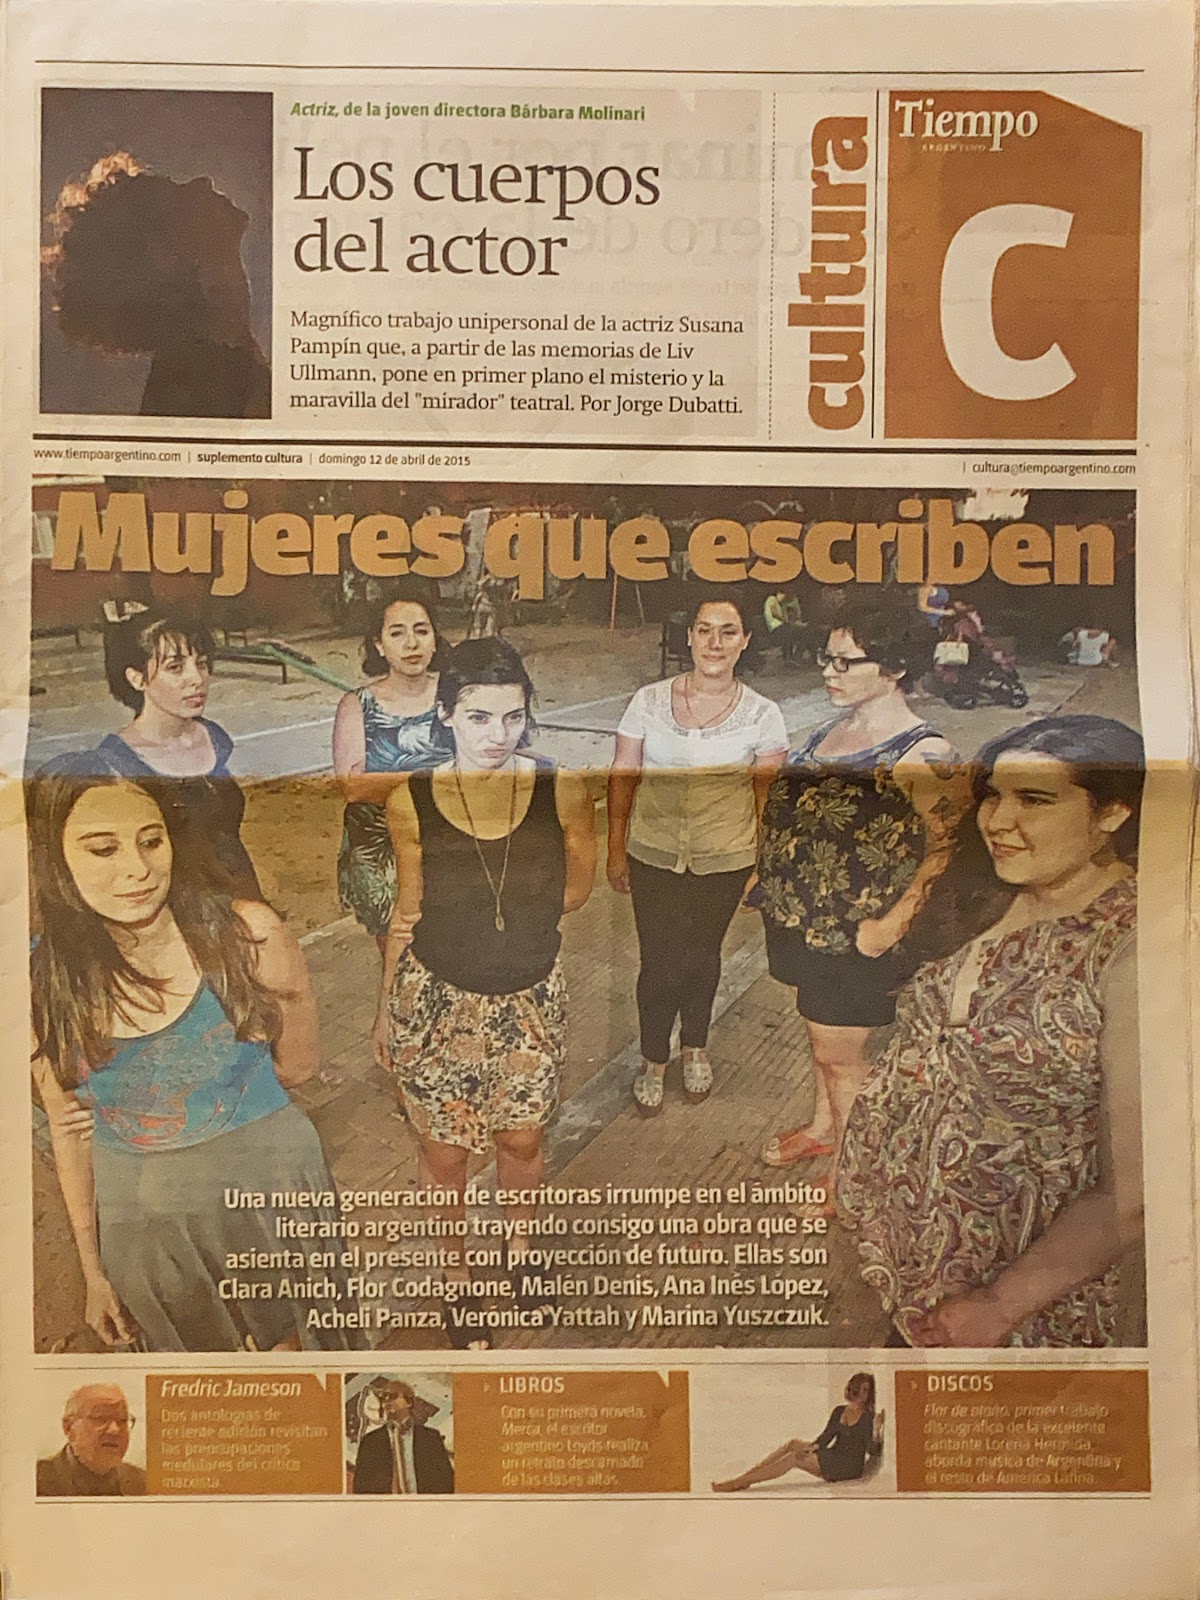 Actriz, de la joven directora Bárbara Molinari
Los cuerpos
del actor
Magnífico trabajo unipersonal de la actriz Susana
Pampín que, a partir de las memorias de Liv
Ullmann, pone en primer plano el misterio y la
maravilla del "mirador" teatral. Por Jorge Dubatti.
cultura
Tiempo
ARGENTINO
C
www.tiempoargentino.com | suplemento cultura | domingo 12 de abril de 2015
| cultura@tiempoargentino.com
Mujeres que escriben
Una nueva generación de escritoras irrumpe en el ámbito
literario argentino trayendo consigo una obra que se
asienta en el presente con proyección de futuro. Ellas son
Clara Anich, Flor Codagnone, Malén Denis, Ana Inés López,
Acheli Panza, Verónica Yattah y Marina Yuszczuk.
Fredric Jameson
Dos antologías de
reciente edición revisitan
las preocupaciones
medulares del crítico
marxista.
LIBROS
Con su primera novela,
Merca, el escritor
argentino Loyds realiza
un retrato descarnado
de las clases altas.
DISCOS
Flor de otoño, primer trabajo
discográfico de la excelente
cantante Lorena Hermida,
aborda música de Argentina y
el resto de América Latina.